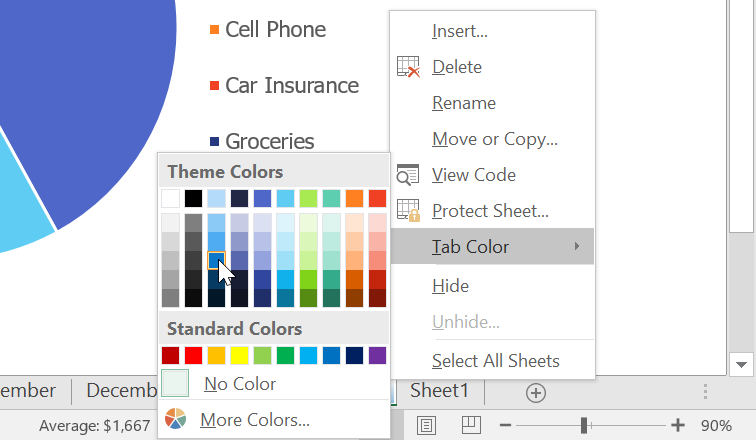 Cell Phone
Car Insurance
Groceries
Insert...
Delete
Rename
Move or Copy...
View Code
Protect Sheet...
Tab Color
Hide
Unhide...
Select All Sheets
Theme Colors
Standard Colors
No Color
More Colors...
ember
Decemb
Sheet1
Average: $1,667
90%